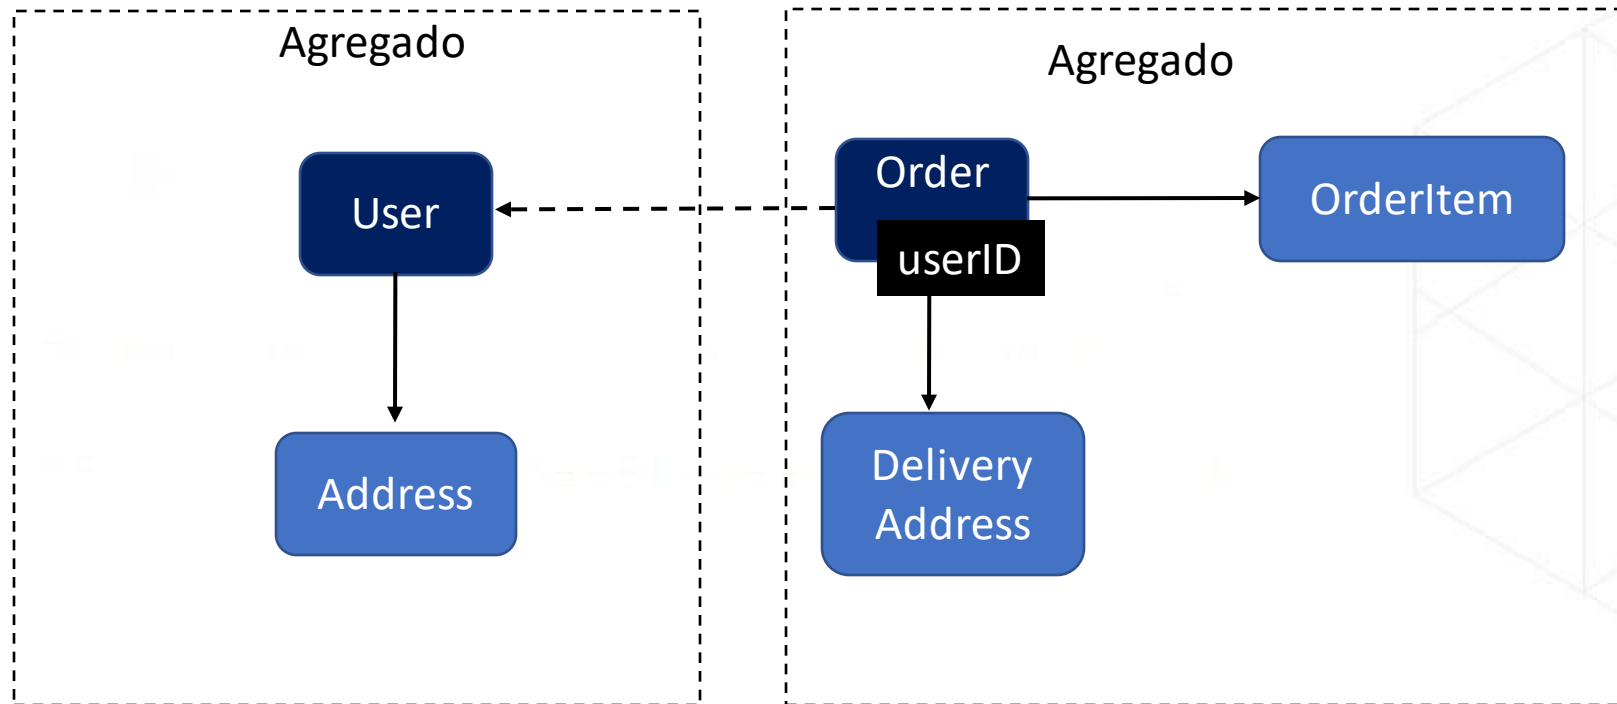 Agregado
User
Address
Agregado
Order
userID
OrderItem
Delivery
Address